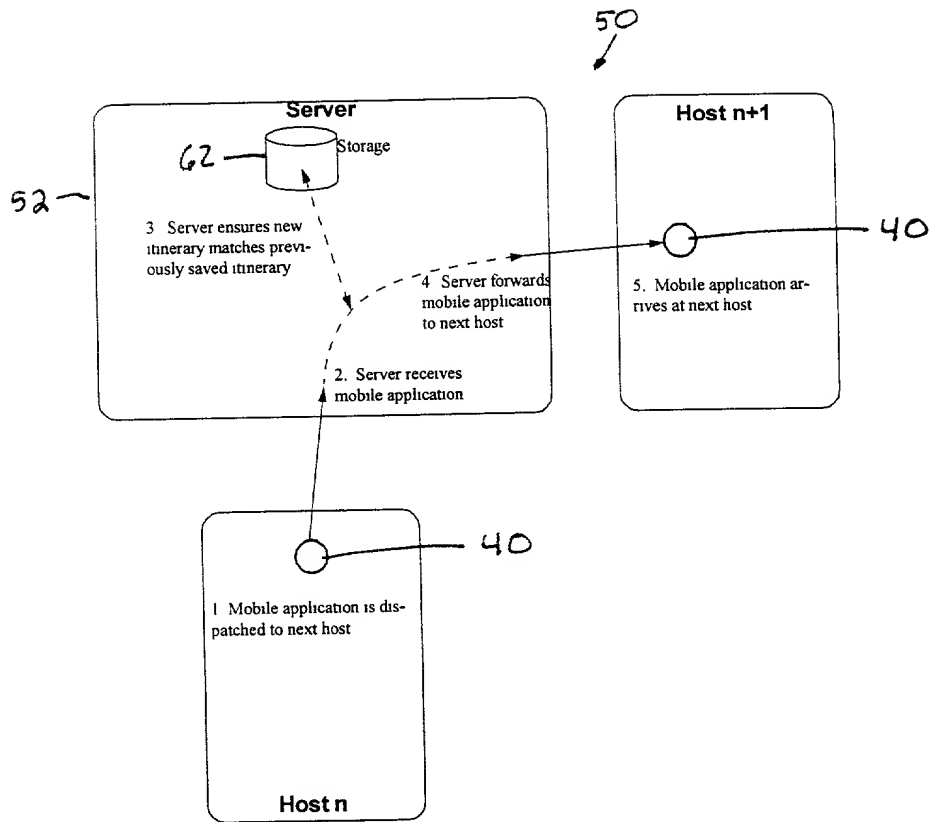 50
Server
Host n+1
62
Storage
52
40
3 Server ensures new
itinerary matches previ-
ously saved itinerary
4 Server forwards
mobile application
to next host
5. Mobile application ar-
rives at next host
2. Server receives
mobile application
40
1 Mobile application is dis-
patched to next host
Host n